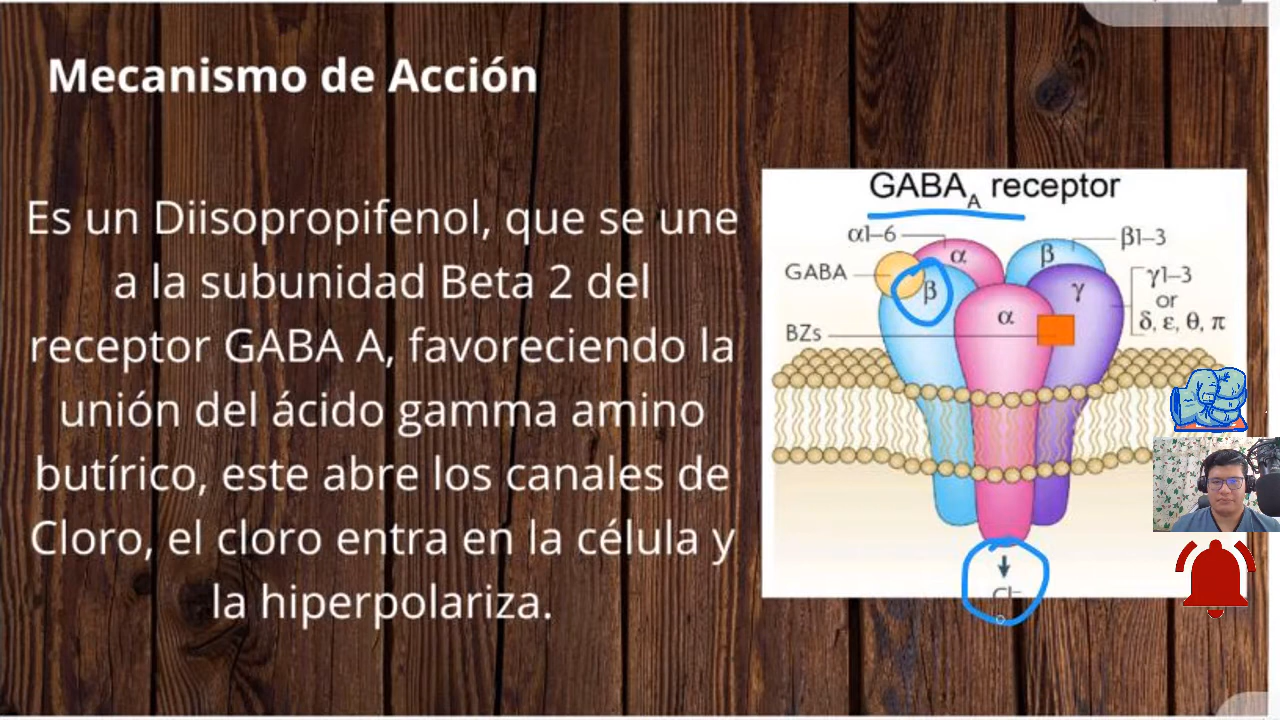 Mecanismo de Acción
Es un Diisopropifenol, que se une
a la subunidad Beta 2 del
receptor GABA A, favoreciendo la
unión del ácido gamma amino
butírico, este abre los canales de
Cloro, el cloro entra en la célula y
la hiperpolariza.
GABA_A receptor
α1–6
α
β
β1–3
GABA
β
γ
γ1–3
or
δ, ε, θ, π
α
BZs
Cl–